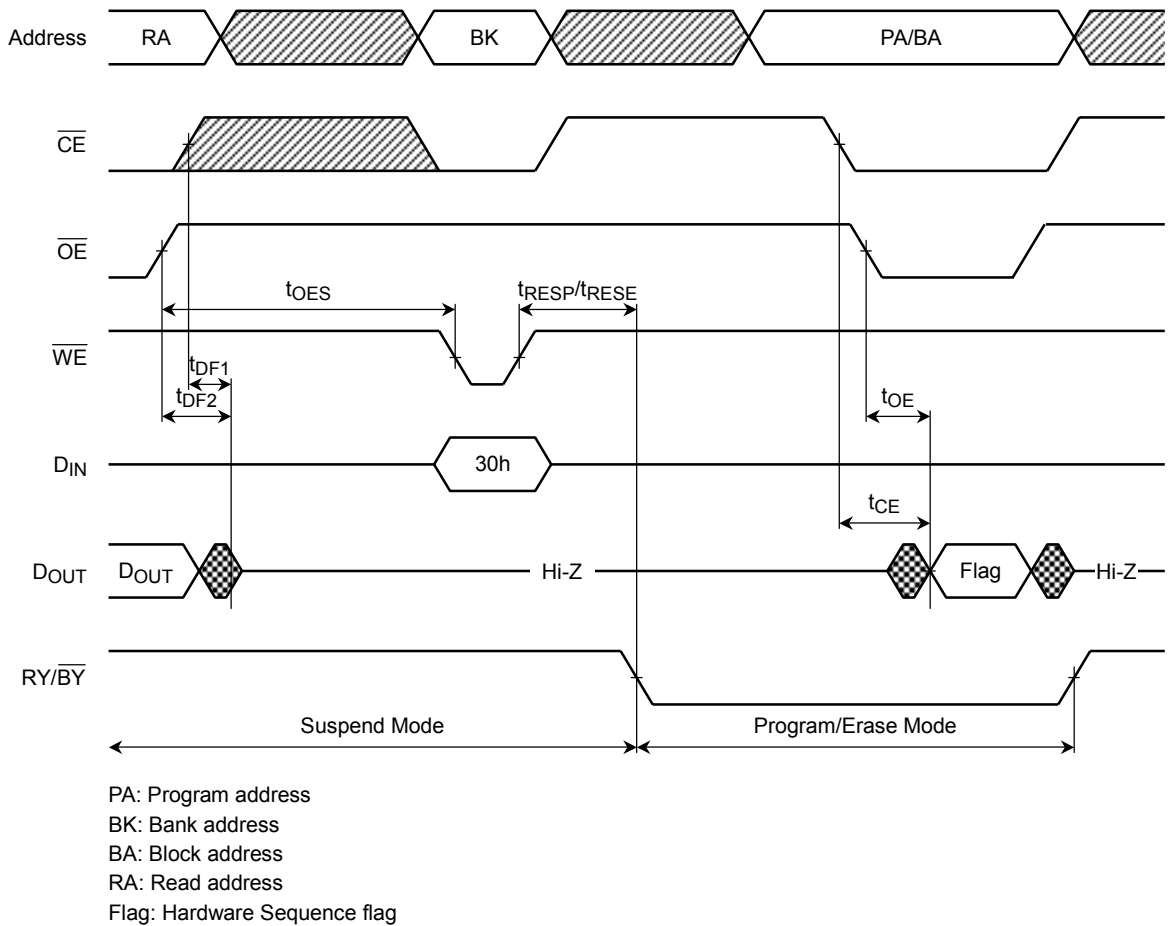 Address RA BK PA/BA
CE
OE
tOES tRESP/tRESE
WE
tDF1
tDF2 tOE
DIN 30h
tCE
DOUT DOUT Hi-Z Flag Hi-Z
RY/BY
Suspend Mode Program/Erase Mode
PA: Program address
BK: Bank address
BA: Block address
RA: Read address
Flag: Hardware Sequence flag